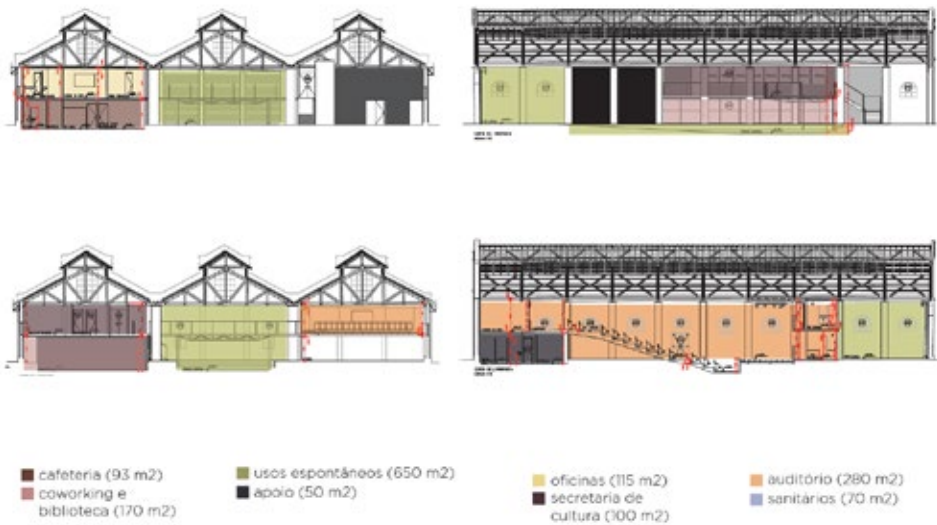 cafeteria (93 m2)
coworking e
biblioteca (170 m2)
usos espontâneos (650 m2)
apoio (50 m2)
oficinas (115 m2)
secretaria de
cultura (100 m2)
auditório (280 m2)
sanitários (70 m2)